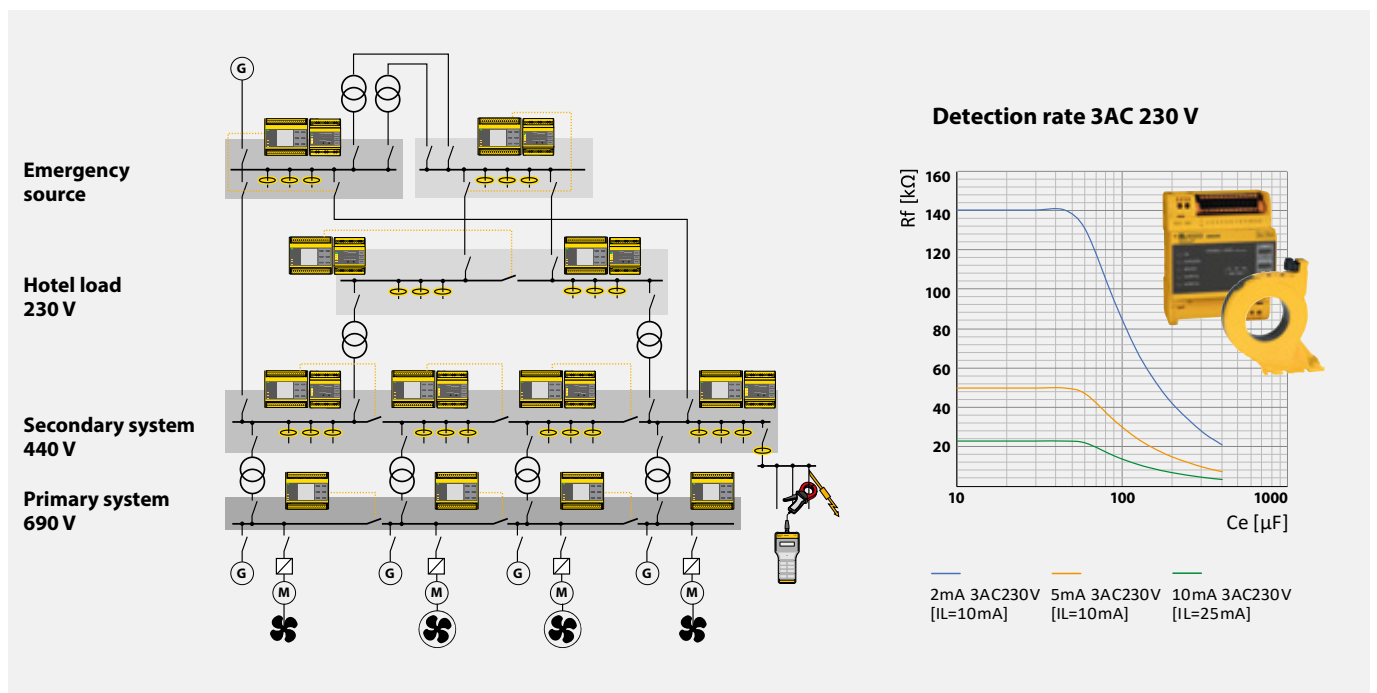 G
Emergency
source
Hotel load
230 V
Secondary system
440 V
Primary system
690 V
G
G
G
G
M
M
M
M
Detection rate 3AC 230 V
Rf [kΩ]
160
140
120
100
80
60
40
20
10
100
1000
Ce [µF]
2mA 3AC230V
[IL=10mA]
5mA 3AC230V
[IL=10mA]
10mA 3AC230V
[IL=25mA]